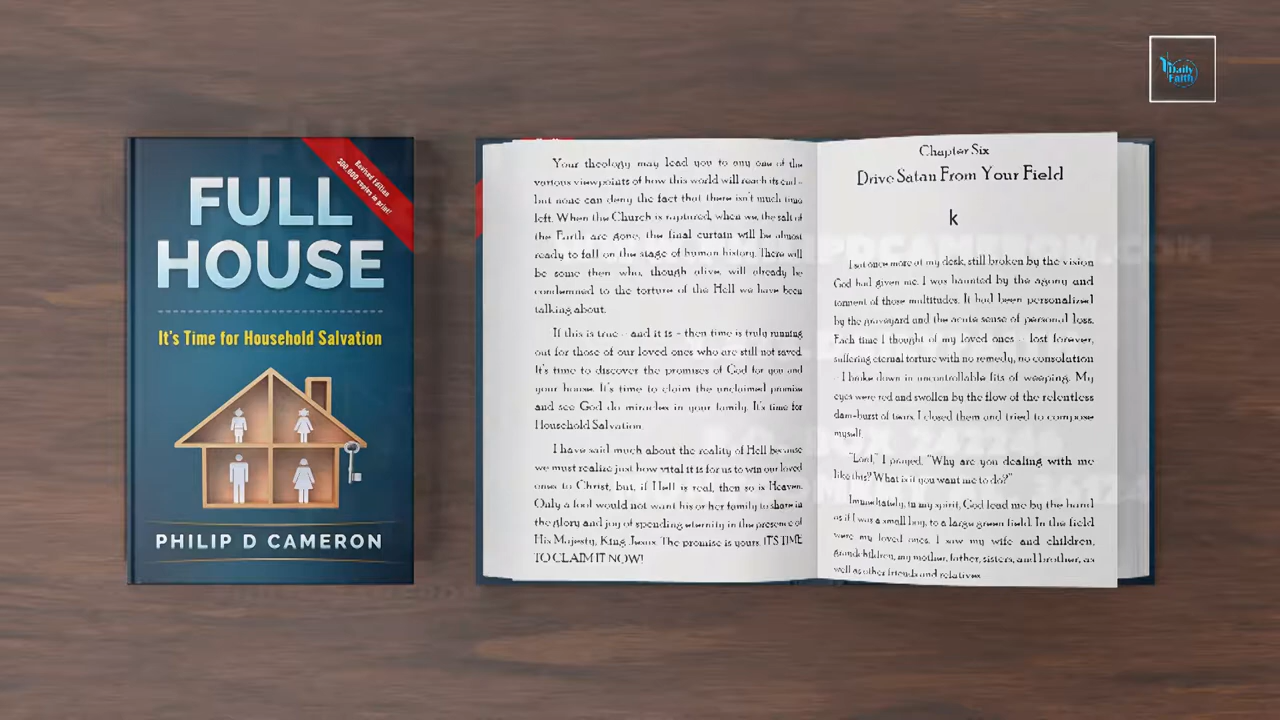 Daily
Faith
Revised Edition
300,000 copies in print!
FULL
HOUSE
It's Time for Household Salvation
PHILIP D CAMERON
Your theology may lead you to any one of the
various viewpoints of how this world will reach its end -
but none can deny the fact that there isn't much time
left. When the Church is raptured, when we, the salt of
the Earth are gone, the final curtain will be almost
ready to fall on the stage of human history. There will
be some then who, though alive, will already be
condemned to the torture of the Hell we have been
talking about.
If this is true - and it is - then time is truly running
out for those of our loved ones who are still not saved
It's time to discover the promises of God for you and
your house. It's time to claim the unclaimed promise
and see God do miracles in your family. It's time for
Household Salvation.
I have said much about the reality of Hell because
we must realize just how vital it is for us to win our loved
ones to Christ, but, if Hell is real, then so is Heaven.
Only a fool would not want his or her family to share in
the glory and joy of spending eternity in the presence of
His Majesty, King Jesus. The promise is yours. IT'S TIME
TO CLAIM IT NOW!
Chapter Six
Drive Satan From Your Field
k
I sat once more at my desk, still broken by the vision
God had given me. I was haunted by the agony and
torment of those multitudes. It had been personalized
by the graveyard and the acute sense of personal loss.
Each time I thought of my loved ones - lost forever,
suffering eternal torture with no remedy, no consolation
- I broke down in uncontrollable fits of weeping. My
eyes were red and swollen by the flow of the relentless
dam-burst of tears. I closed them and tried to compose
myself.
"Lord," I prayed, "Why are you dealing with me
like this? What is it you want me to do?"
Immediately, in my spirit, God lead me by the hand
as if I was a small boy, to a large green field. In the field
were my loved ones. I saw my wife and children,
grandchildren, my mother, father, sisters, and brother, as
well as other friends and relatives.
CAMERON.COM